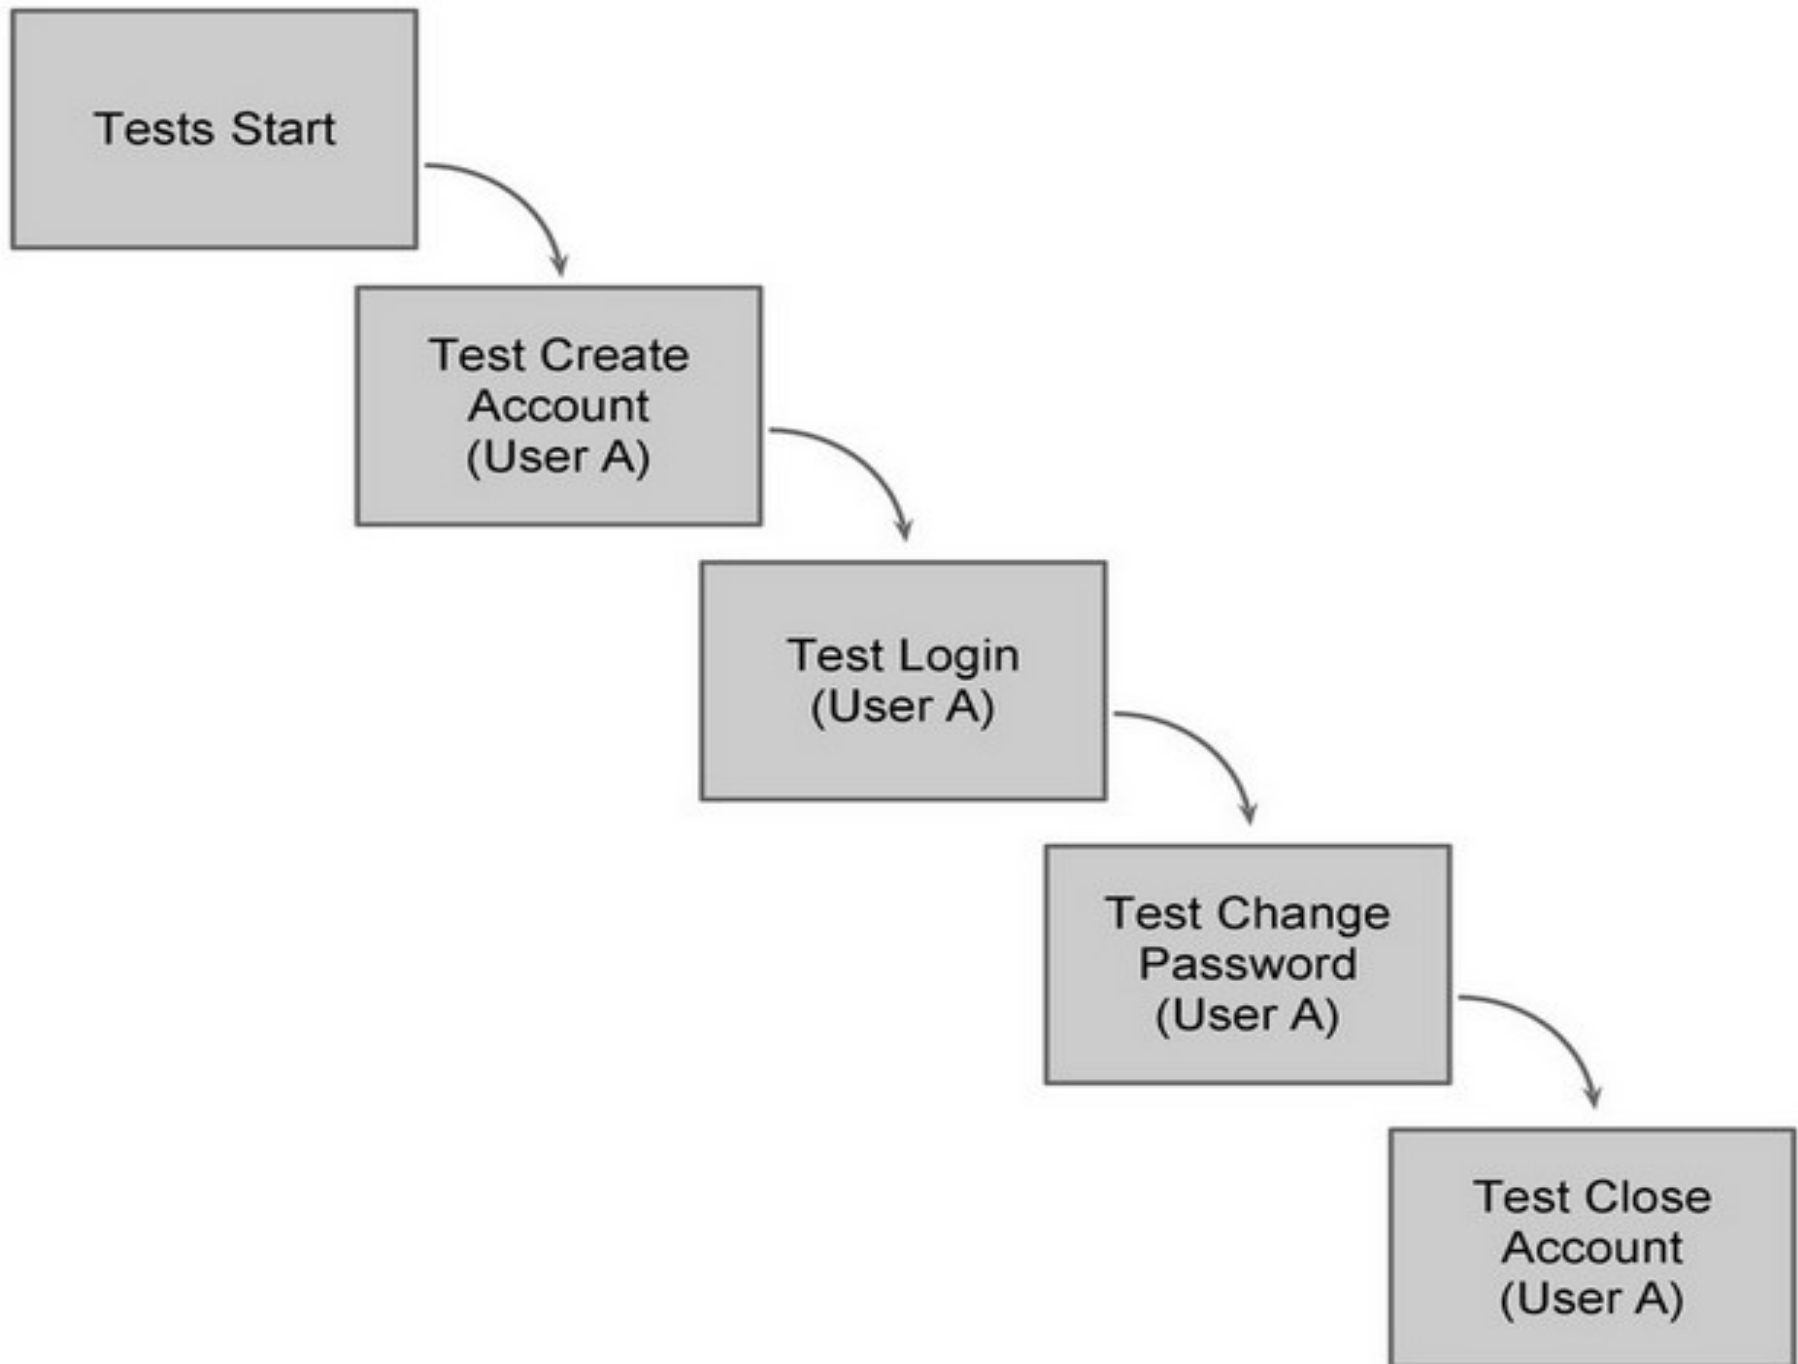 Tests Start
Test Create
Account
(User A)
Test Login
(User A)
Test Change
Password
(User A)
Test Close
Account
(User A)